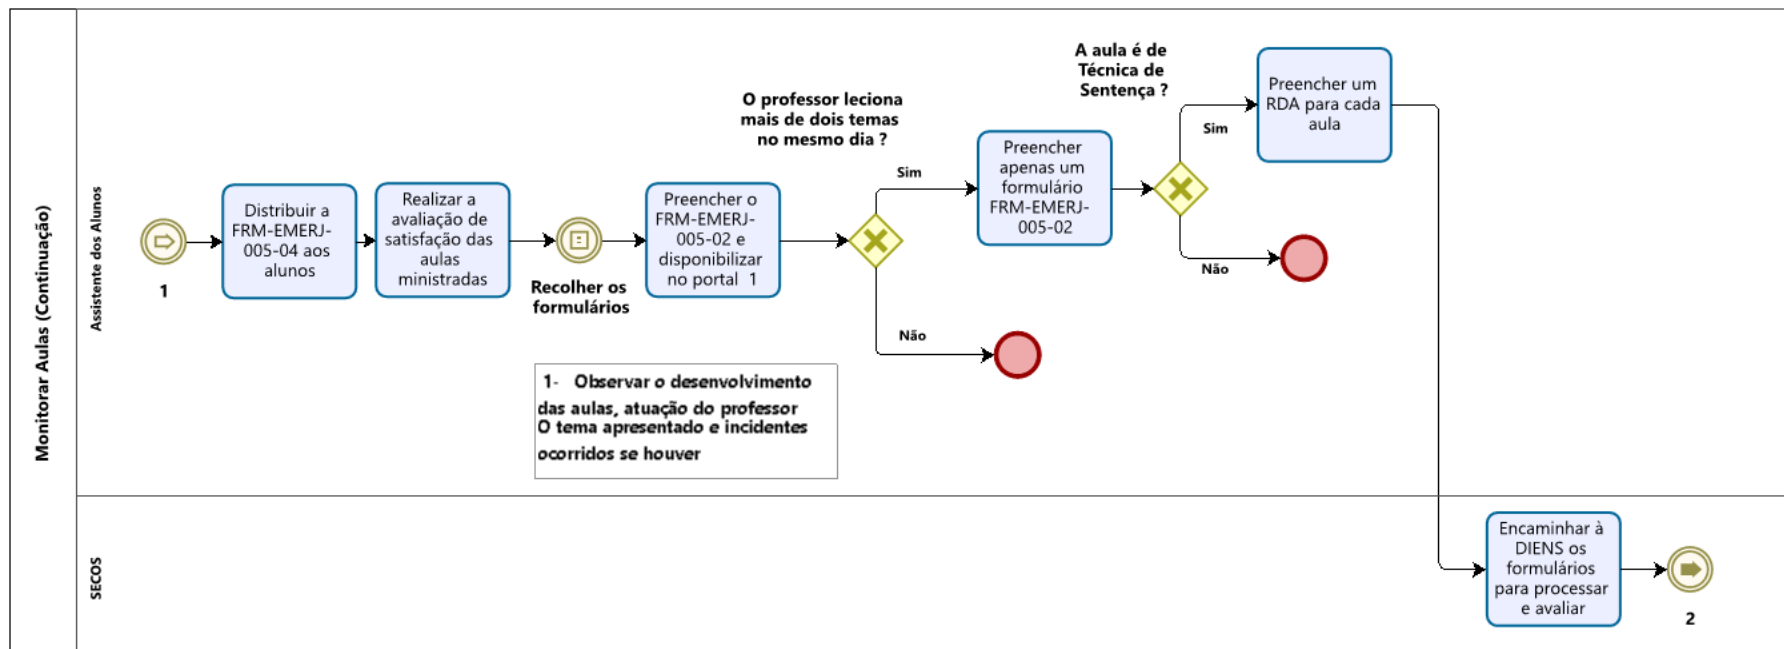 Monitorar Aulas (Continuação)
Assistente dos Alunos
1
Distribuir a
FRM-EMERJ-
005-04 aos
alunos
Realizar a
avaliação de
satisfação das
aulas
ministradas
Recolher os
formulários
Preencher o
FRM-EMERJ-
005-02 e
disponibilizar
no portal 1
O professor leciona
mais de dois temas
no mesmo dia ?
Sim
Não
Preencher
apenas um
formulário
FRM-EMERJ-
005-02
A aula é de
Técnica de
Sentença ?
Sim
Não
Preencher um
RDA para cada
aula
1- Observar o desenvolvimento
das aulas, atuação do professor
O tema apresentado e incidentes
ocorridos se houver
SECOS
Encaminhar à
DIENS os
formulários
para processar
e avaliar
2